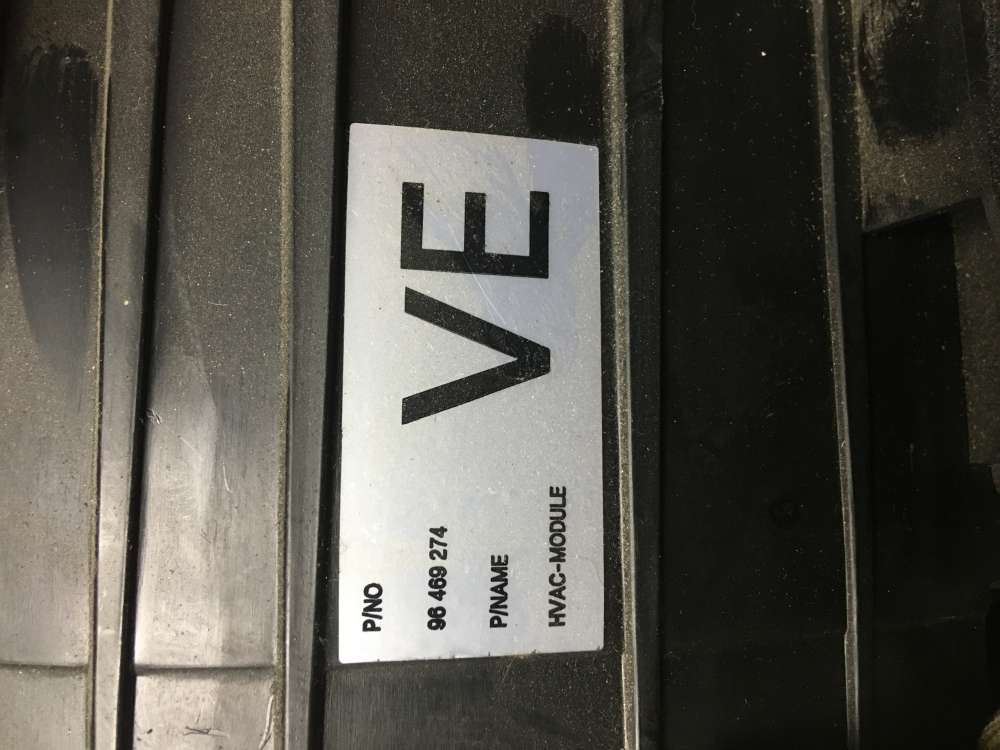 P/NO
96 469 274
P/NAME
HVAC-MODULE
VE